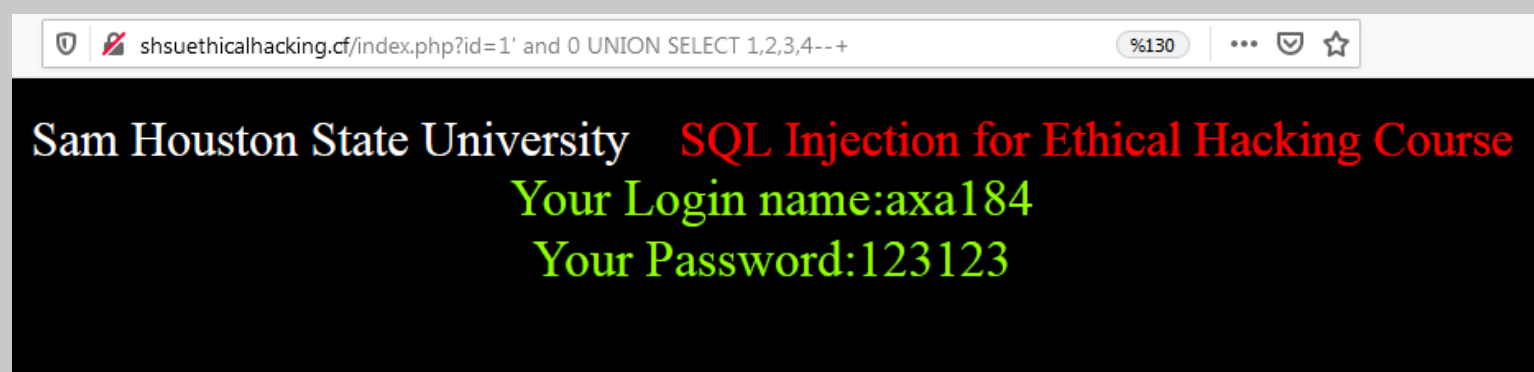 shsuethicalhacking.cf/index.php?id=1' and 0 UNION SELECT 1,2,3,4--+ %130
Sam Houston State University SQL Injection for Ethical Hacking Course
Your Login name:axa184
Your Password:123123